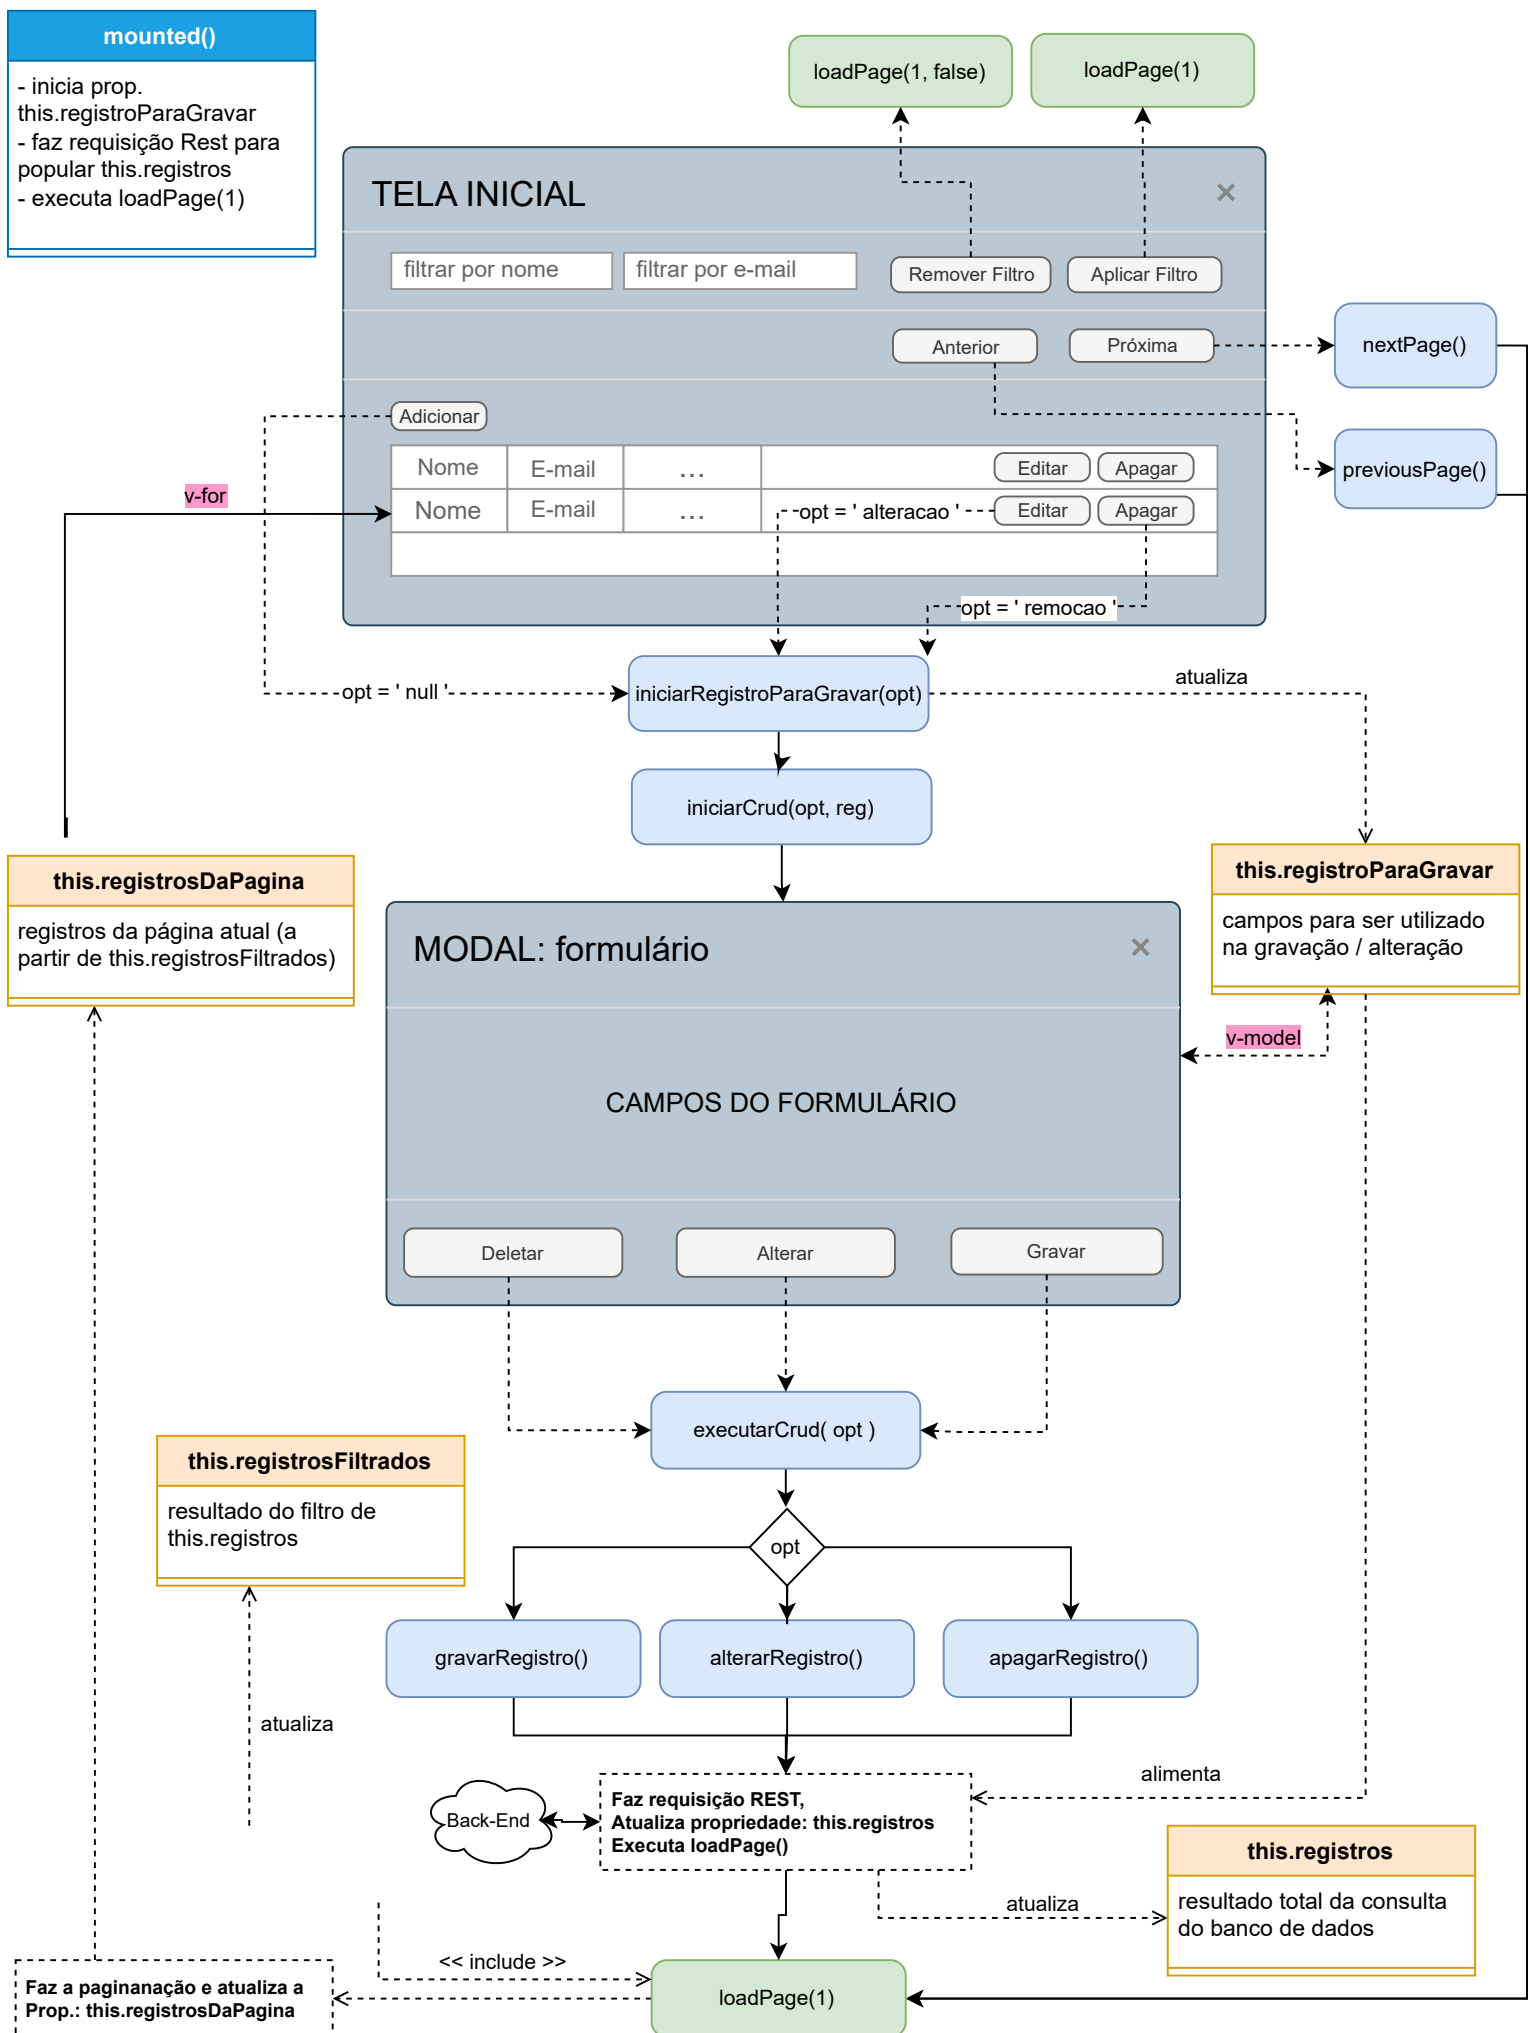 mounted()
- inicia prop.
this.registroParaGravar
- faz requisição Rest para
popular this.registros
- executa loadPage(1)
loadPage(1, false)
loadPage(1)
TELA INICIAL
filtrar por nome
filtrar por e-mail
Remover Filtro
Aplicar Filtro
Anterior
Próxima
nextPage()
Adicionar
Nome
E-mail
...
Editar
Apagar
previousPage()
v-for
Nome
E-mail
...
opt = ' alteracao '
Editar
Apagar
opt = ' remocao '
opt = ' null '
iniciarRegistroParaGravar(opt)
atualiza
iniciarCrud(opt, reg)
this.registrosDaPagina
registros da página atual (a
partir de this.registrosFiltrados)
this.registroParaGravar
campos para ser utilizado
na gravação / alteração
MODAL: formulário
v-model
CAMPOS DO FORMULÁRIO
Deletar
Alterar
Gravar
executarCrud( opt )
this.registrosFiltrados
resultado do filtro de
this.registros
opt
gravarRegistro()
alterarRegistro()
apagarRegistro()
atualiza
alimenta
Back-End
Faz requisição REST,
Atualiza propriedade: this.registros
Executa loadPage()
this.registros
resultado total da consulta
do banco de dados
atualiza
<< include >>
Faz a paginanação e atualiza a
Prop.: this.registrosDaPagina
loadPage(1)